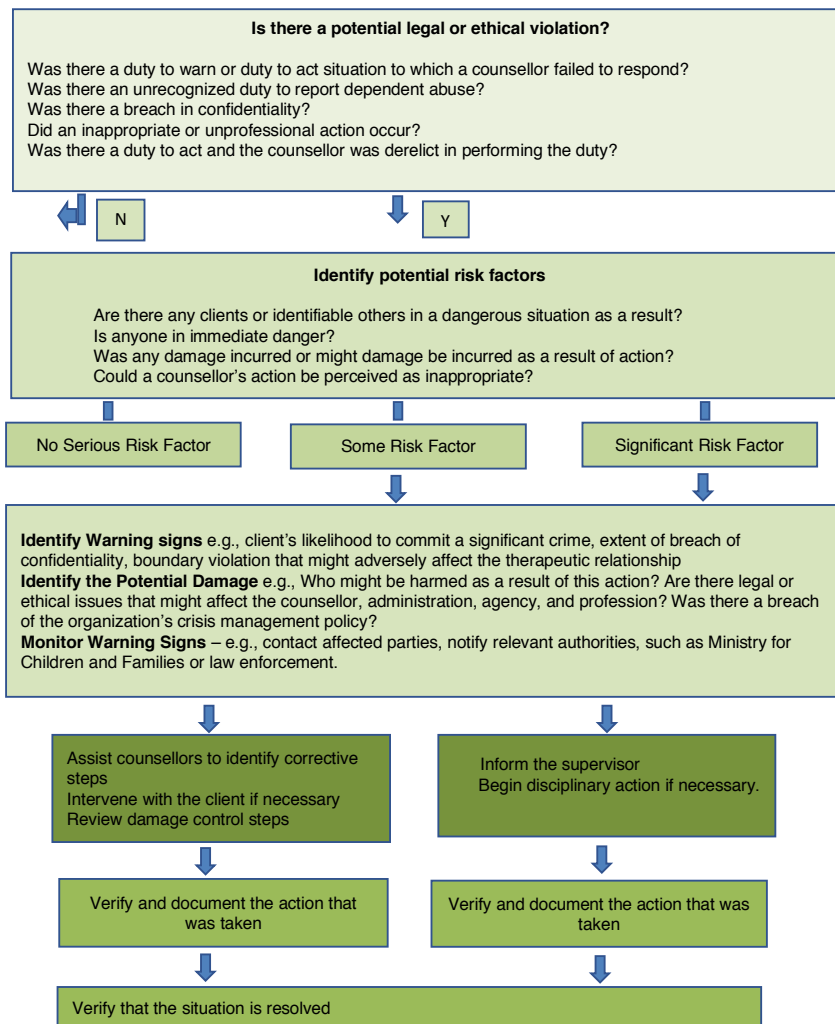 Is there a potential legal or ethical violation?
Was there a duty to warn or duty to act situation to which a counsellor failed to respond?
Was there an unrecognized duty to report dependent abuse?
Was there a breach in confidentiality?
Did an inappropriate or unprofessional action occur?
Was there a duty to act and the counsellor was derelict in performing the duty?
N
Y
Identify potential risk factors
Are there any clients or identifiable others in a dangerous situation as a result?
Is anyone in immediate danger?
Was any damage incurred or might damage be incurred as a result of action?
Could a counsellor's action be perceived as inappropriate?
No Serious Risk Factor
Some Risk Factor
Significant Risk Factor
Identify Warning signs e.g., client's likelihood to commit a significant crime, extent of breach of
confidentiality, boundary violation that might adversely affect the therapeutic relationship
Identify the Potential Damage e.g., Who might be harmed as a result of this action? Are there legal or
ethical issues that might affect the counsellor, administration, agency, and profession? Was there a breach
of the organization's crisis management policy?
Monitor Warning Signs – e.g., contact affected parties, notify relevant authorities, such as Ministry for
Children and Families or law enforcement.
Assist counsellors to identify corrective
steps
Intervene with the client if necessary
Review damage control steps
Inform the supervisor
Begin disciplinary action if necessary.
Verify and document the action that
was taken
Verify and document the action that was
taken
Verify that the situation is resolved